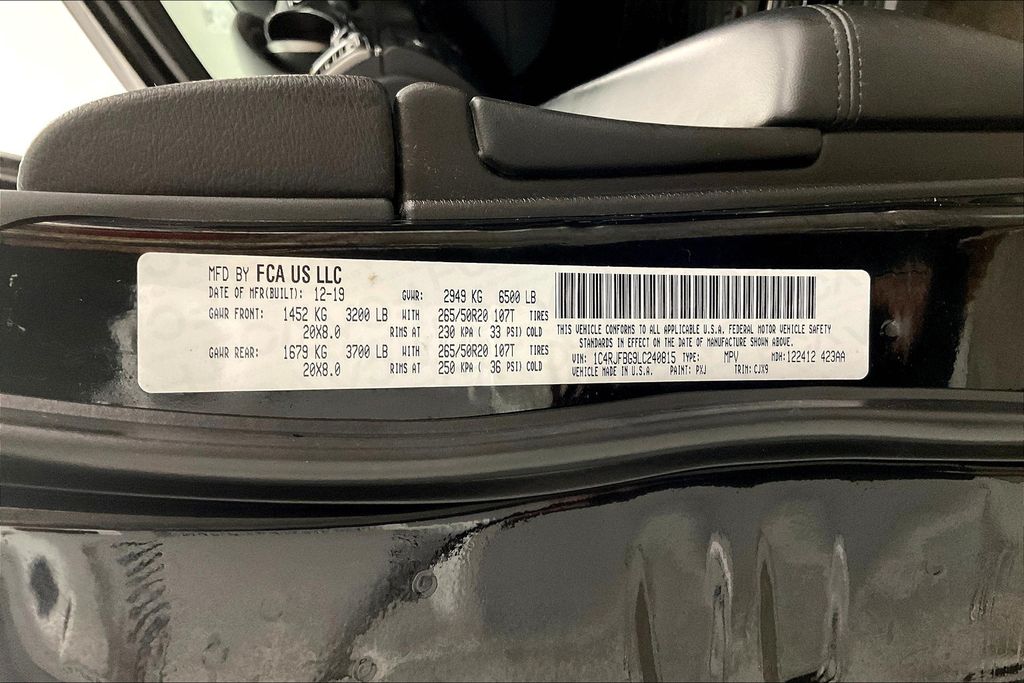 MFD BY FCA US LLC
DATE OF MFR(BUILT): 12-19 GVWR: 2949 KG 6500 LB
GAWR FRONT: 1452 KG 3200 LB WITH 265/50R20 107T TIRES
20X8.0 RIMS AT 230 KPA ( 33 PSI) COLD
GAWR REAR: 1679 KG 3700 LB WITH 265/50R20 107T TIRES
20X8.0 RIMS AT 250 KPA ( 36 PSI) COLD
THIS VEHICLE CONFORMS TO ALL APPLICABLE U.S.A. FEDERAL MOTOR VEHICLE SAFETY
STANDARDS IN EFFECT ON THE DATE OF MANUFACTURE SHOWN ABOVE.
VIN: 1C4RJFBG9LC240815 TYPE: MPV MDH: 122412 423AA
VEHICLE MADE IN U.S.A. PAINT: PXJ TRIM: CJX9